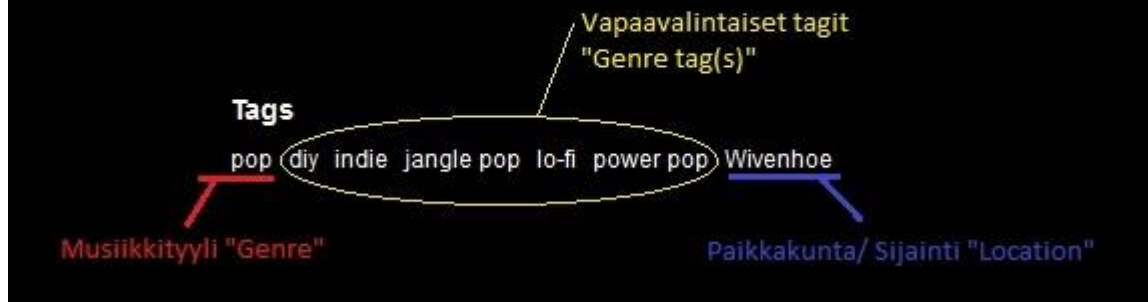 Vapaavalintaiset tagit
"Genre tag(s)"
Tags
pop diy indie jangle pop lo-fi power pop Wivenhoe
Musiikkityyli "Genre"
Paikkakunta/ Sijainti "Location"